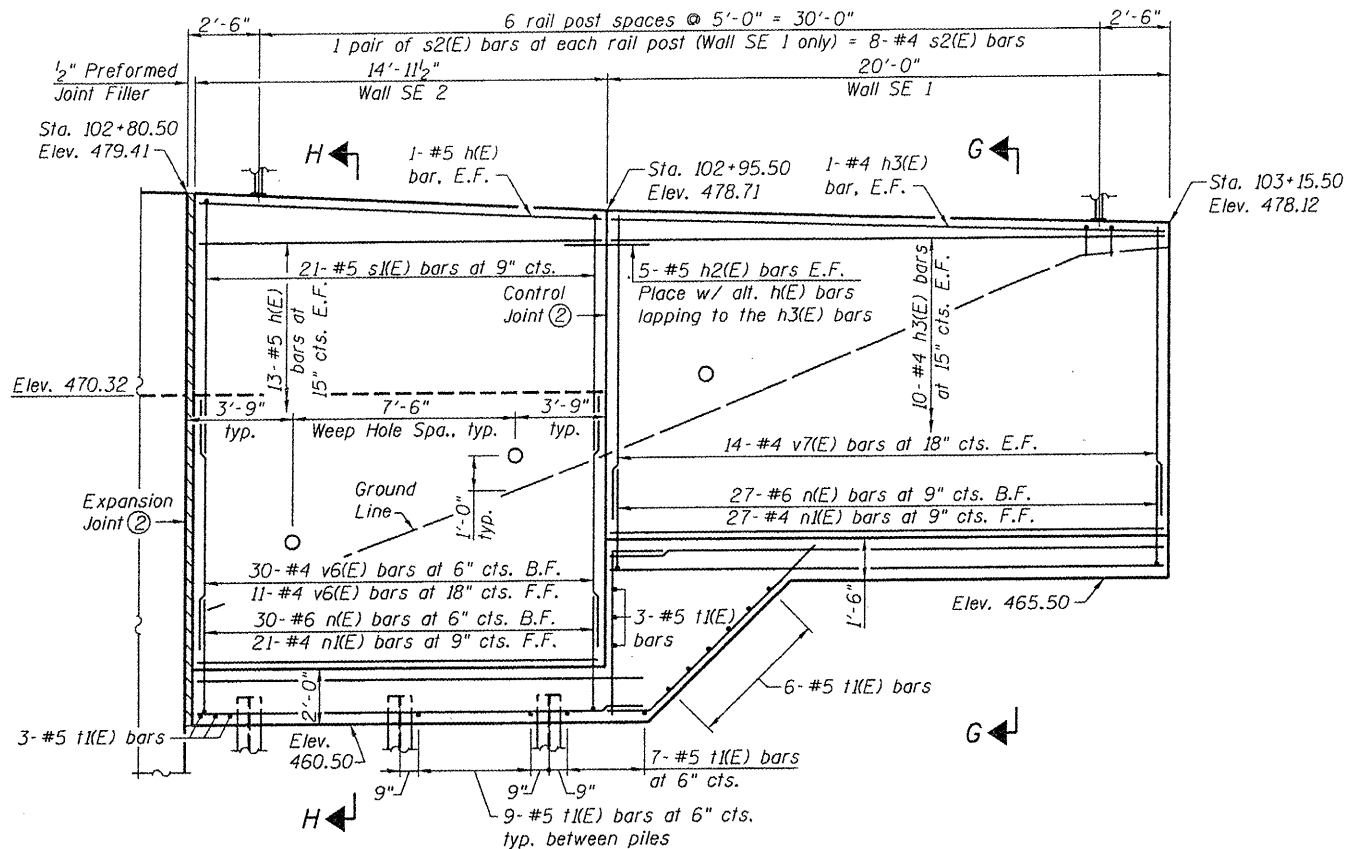 2'-6"
6 rail post spaces @ 5'-0" = 30'-0"
2'-6"
1 pair of s2(E) bars at each rail post (Wall SE 1 only) = 8-#4 s2(E) bars
1/2" Preformed
Joint Filler
14'-11 1/2"
Wall SE 2
20'-0"
Wall SE 1
Sta. 102+80.50
Elev. 479.41
H
1-#5 h(E)
bar, E.F.
Sta. 102+95.50
Elev. 478.71
1-#4 h3(E)
bar, E.F.
G
Sta. 103+15.50
Elev. 478.12
21-#5 s1(E) bars at 9" cts.
13-#5 h(E)
bars at
15" cts. E.F.
Control
Joint 2
5-#5 h2(E) bars E.F.
Place w/ alt. h(E) bars
lapping to the h3(E) bars
10-#4 h3(E) bars
at 15" cts. E.F.
Elev. 470.32
3'-9"
typ.
7'-6"
Weep Hole Spa., typ.
3'-9"
typ.
14-#4 v7(E) bars at 18" cts. E.F.
Expansion
Joint 2
Ground
Line
1'-0"
typ.
27-#6 n(E) bars at 9" cts. B.F.
27-#4 n1(E) bars at 9" cts. F.F.
30-#4 v6(E) bars at 6" cts. B.F.
11-#4 v6(E) bars at 18" cts. F.F.
30-#6 n(E) bars at 6" cts. B.F.
21-#4 n1(E) bars at 9" cts. F.F.
3-#5 t1(E)
bars
1'-6"
Elev. 465.50
6-#5 t1(E) bars
2'-0"
3-#5 t1(E) bars
Elev.
460.50
G
7-#5 t1(E) bars
at 6" cts.
9"
9"
9"
H
9-#5 t1(E) bars at 6" cts.
typ. between piles